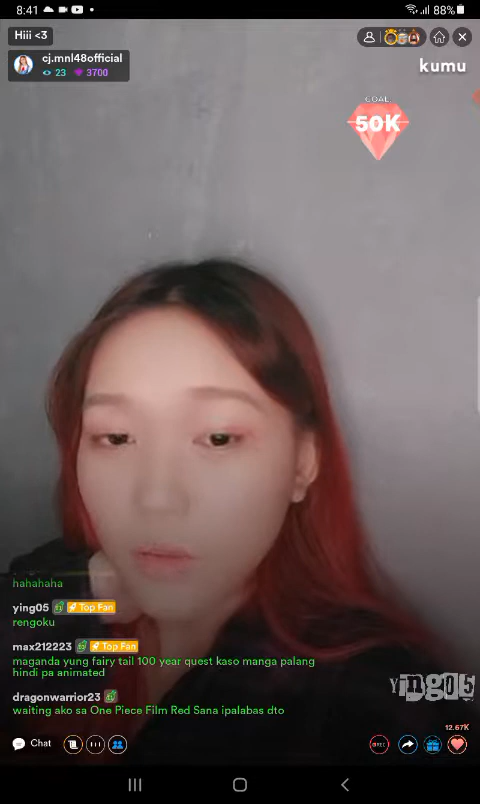 8:41
88%
Hiii <3
cj.mnl48official
23 3700
kumu
GOAL
50K
hahahaha
ying05 Top Fan
rengoku
max212223 Top Fan
maganda yung fairy tail 100 year quest kaso manga palang
hindi pa animated
dragonwarrior23
waiting ako sa One Piece Film Red Sana ipalabas dto
Ying05
12.67K
Chat
REC